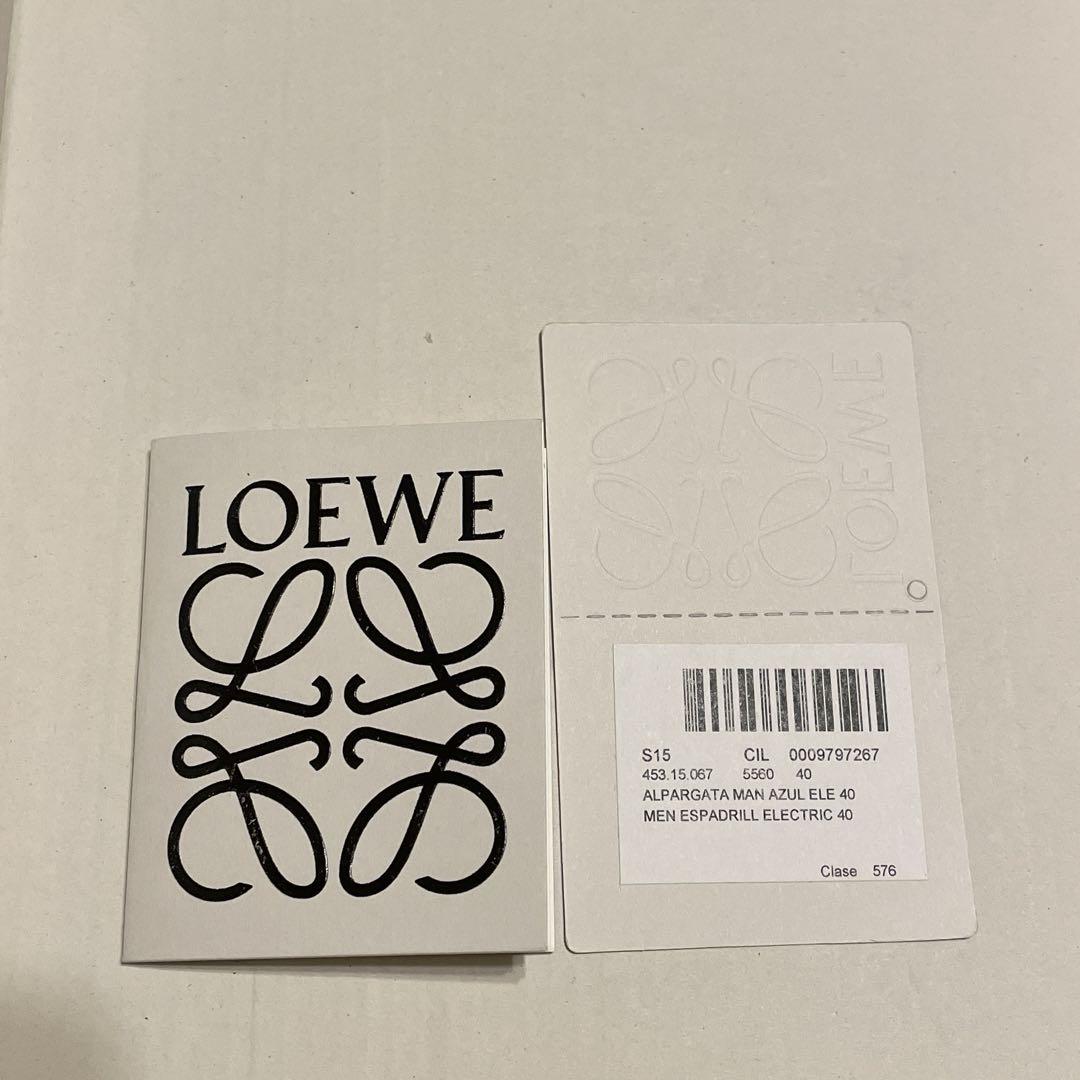 LOEWE
LOEWE
S15 CIL 0009797267
453.15.067 5560 40
ALPARGATA MAN AZUL ELE 40
MEN ESPADRILL ELECTRIC 40
Clase 576